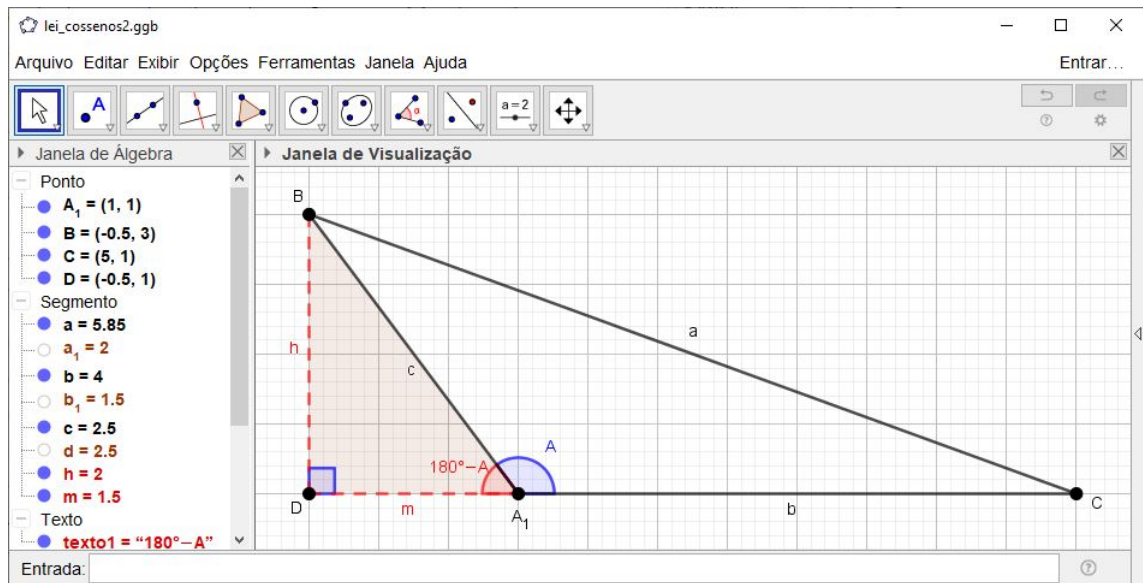 lei_cossenos2.ggb
Arquivo Editar Exibir Opções Ferramentas Janela Ajuda Entrar...
A α a=2
Janela de Álgebra
Ponto
A₁ = (1, 1)
B = (-0.5, 3)
C = (5, 1)
D = (-0.5, 1)
Segmento
a = 5.85
a₁ = 2
b = 4
b₁ = 1.5
c = 2.5
d = 2.5
h = 2
m = 1.5
Texto
texto1 = “180°−A”
Janela de Visualização
B
a
h
c
180°−A
A
D
m
A₁
b
C
Entrada: